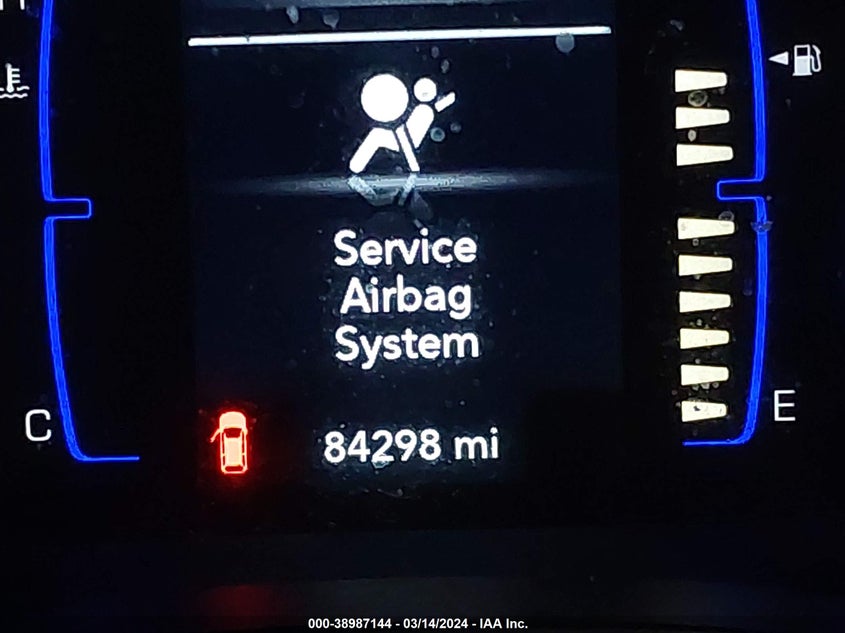 Service
Airbag
System
C
84298 mi
E
000-38987144 - 03/14/2024 - IAA Inc.